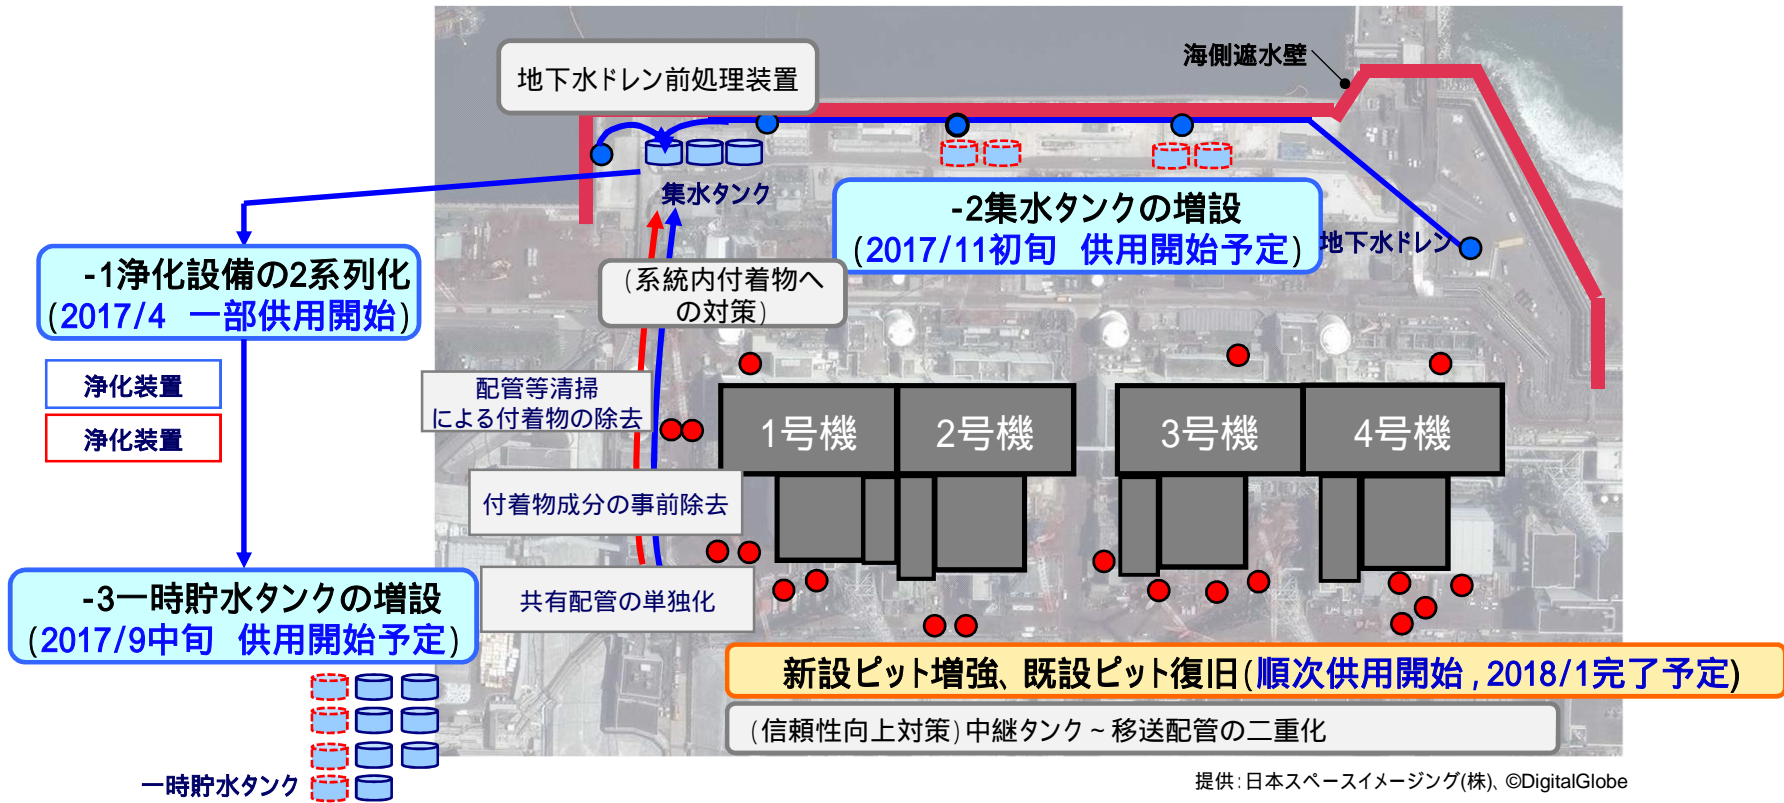 地下水ドレン前処理装置
海側遮水壁
集水タンク
-2集水タンクの増設
(2017/11初旬 供用開始予定)
地下水ドレン
-1浄化設備の2系列化
(2017/4 一部供用開始)
(系統内付着物へ
の対策)
浄化装置
浄化装置
配管等清掃
による付着物の除去
1号機
2号機
3号機
4号機
付着物成分の事前除去
共有配管の単独化
-3一時貯水タンクの増設
(2017/9中旬 供用開始予定)
新設ピット増強、既設ピット復旧(順次供用開始,2018/1完了予定)
(信頼性向上対策)中継タンク~移送配管の二重化
一時貯水タンク
提供:日本スペースイメージング(株)、©DigitalGlobe